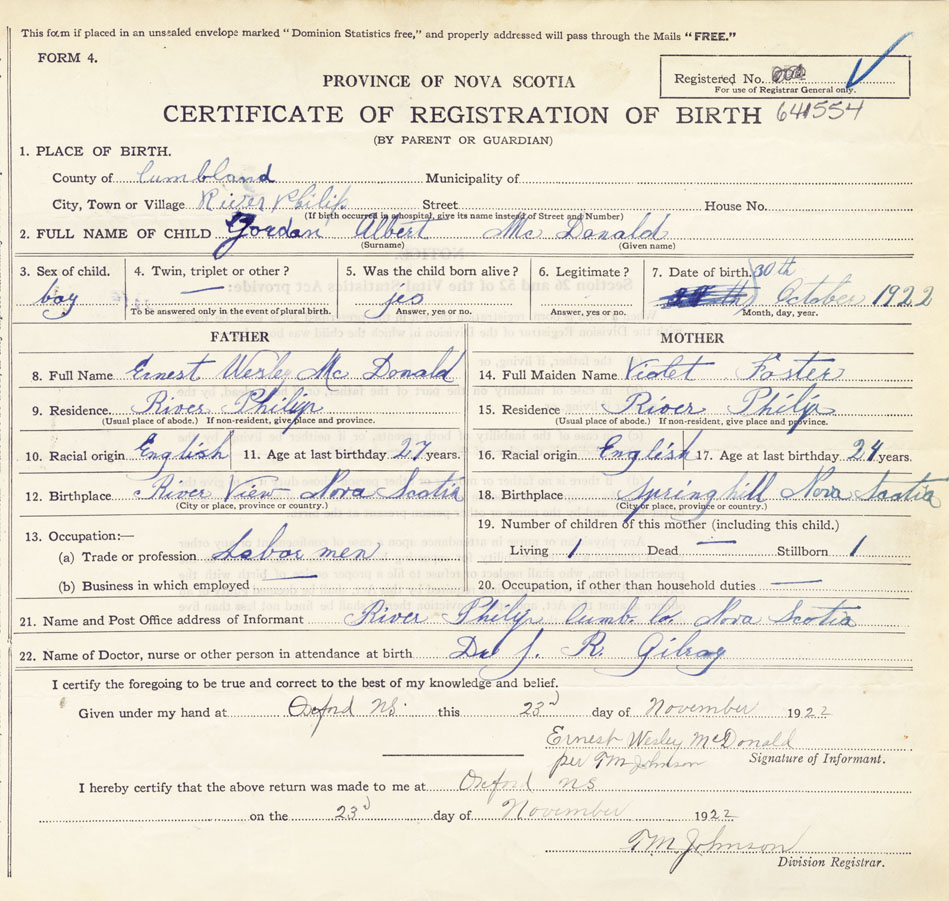 This form if placed in an unsealed envelope marked "Dominion Statistics free," and properly addressed will pass through the Mails "FREE."
FORM 4.
Registered No.
For use of Registrar General only.
PROVINCE OF NOVA SCOTIA
CERTIFICATE OF REGISTRATION OF BIRTH 641554
(BY PARENT OR GUARDIAN)
1. PLACE OF BIRTH.
County of Cumbland Municipality of
City, Town or Village River Philip Street House No.
(If birth occurred in a hospital, give its name instead of Street and Number)
2. FULL NAME OF CHILD Gordan Albert Mc Donald
(Surname) (Given name)
3. Sex of child. 4. Twin, triplet or other? 5. Was the child born alive? 6. Legitimate? 7. Date of birth. 30th
boy — yes October 1922
To be answered only in the event of plural birth. Answer, yes or no. Answer, yes or no. Month, day, year.
FATHER MOTHER
8. Full Name Ernest Wesley Mc Donald 14. Full Maiden Name Violet Foster
9. Residence River Philip 15. Residence River Philip
(Usual place of abode.) If non-resident, give place and province. (Usual place of abode.) If non-resident, give place and province.
10. Racial origin English 11. Age at last birthday 27 years. 16. Racial origin English 17. Age at last birthday 24 years.
12. Birthplace River View Nova Scotia 18. Birthplace Springhill Nova Scotia
(City or place, province or country.) (City or place, province or country.)
13. Occupation:— 19. Number of children of this mother (including this child.)
(a) Trade or profession Labor men Living 1 Dead — Stillborn 1
(b) Business in which employed — 20. Occupation, if other than household duties —
21. Name and Post Office address of Informant River Philip Cumb. Co. Nova Scotia
22. Name of Doctor, nurse or other person in attendance at birth Dr J. R. Gilroy
I certify the foregoing to be true and correct to the best of my knowledge and belief.
Given under my hand at Oxford NS. this 23d day of November 1922
Ernest Wesley McDonald
per TM Johnson Signature of Informant.
I hereby certify that the above return was made to me at Oxford NS
on the 23d day of November 1922
TM Johnson
Division Registrar.